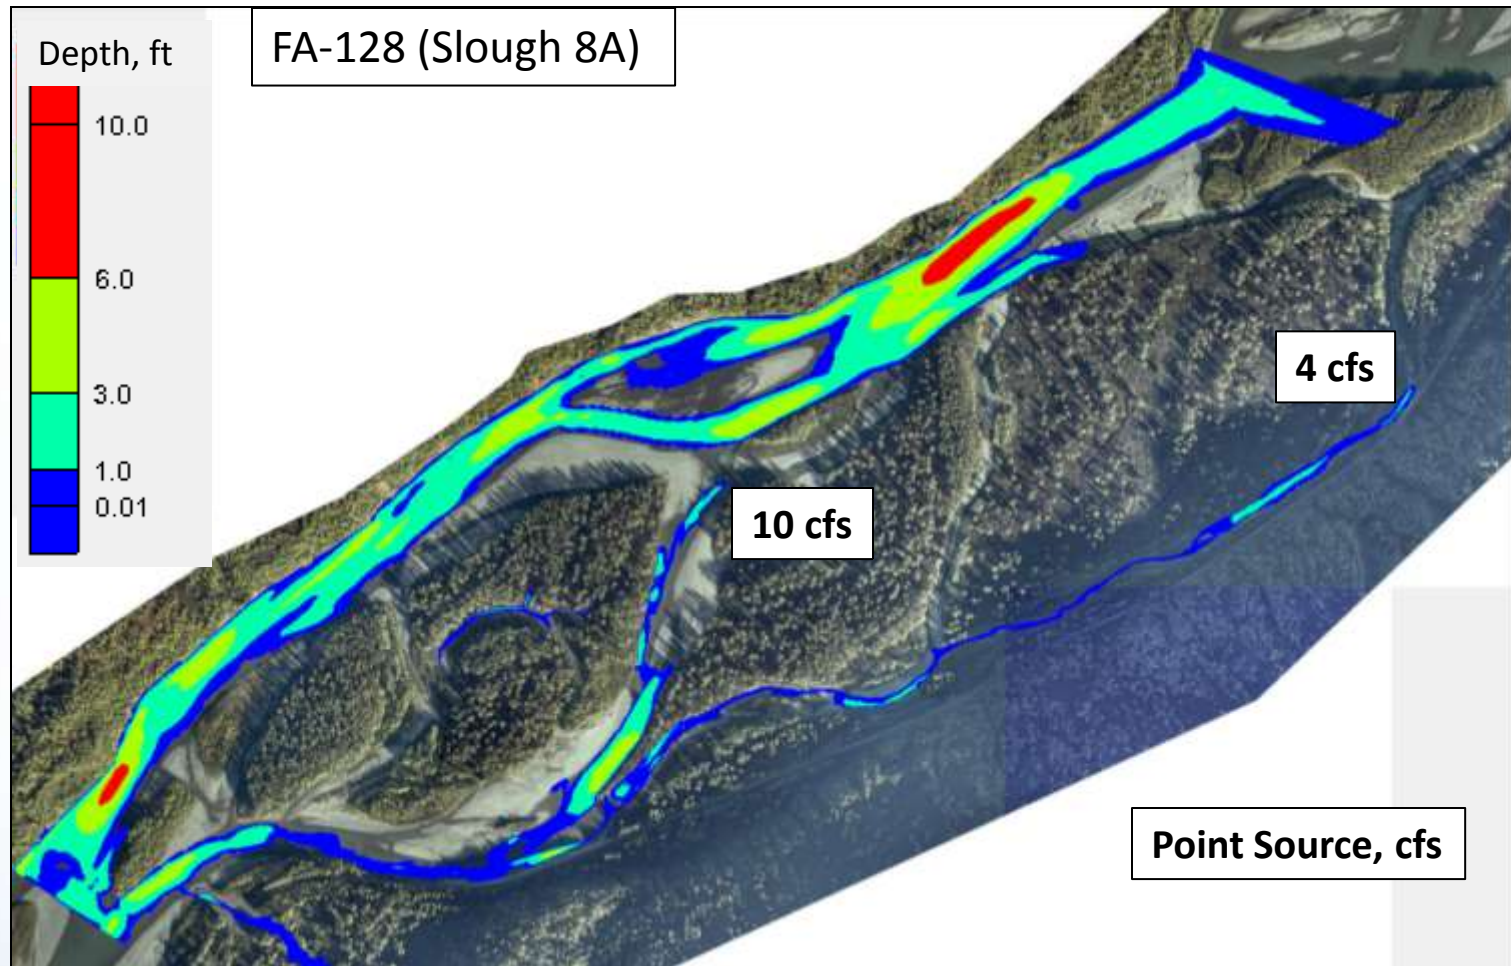 FA-128 (Slough 8A)
Depth, ft
10.0
6.0
3.0
1.0
0.01
4 cfs
10 cfs
Point Source, cfs